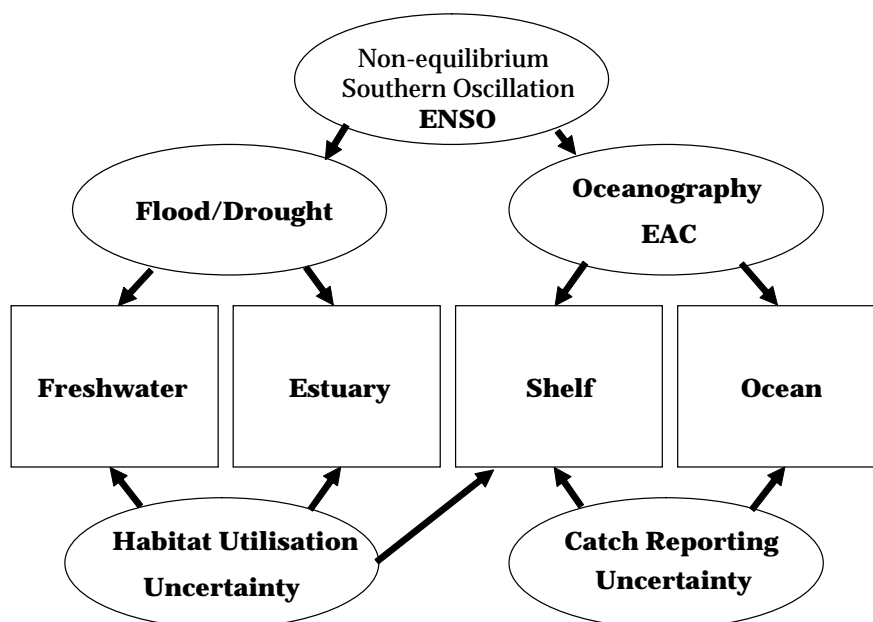 Non-equilibrium
Southern Oscillation
ENSO
Flood/Drought
Oceanography
EAC
Freshwater
Estuary
Shelf
Ocean
Habitat Utilisation
Uncertainty
Catch Reporting
Uncertainty